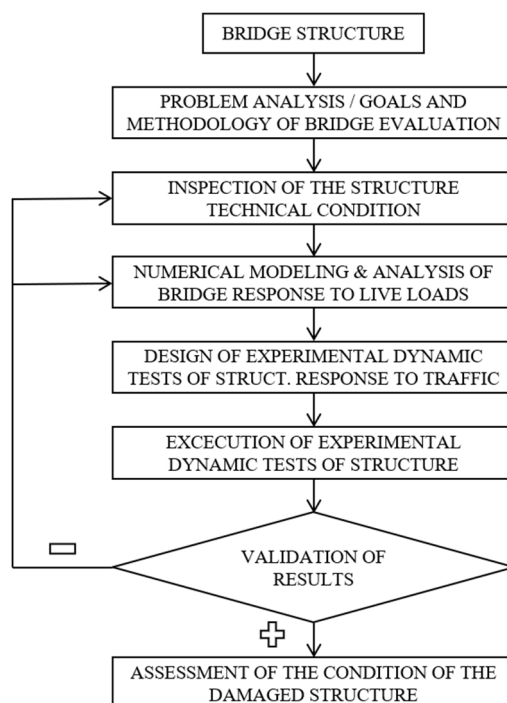 BRIDGE STRUCTURE
PROBLEM ANALYSIS / GOALS AND
METHODOLOGY OF BRIDGE EVALUATION
INSPECTION OF THE STRUCTURE
TECHNICAL CONDITION
NUMERICAL MODELING & ANALYSIS OF
BRIDGE RESPONSE TO LIVE LOADS
DESIGN OF EXPERIMENTAL DYNAMIC
TESTS OF STRUCT. RESPONSE TO TRAFFIC
EXCECUTION OF EXPERIMENTAL
DYNAMIC TESTS OF STRUCTURE
VALIDATION OF
RESULTS
ASSESSMENT OF THE CONDITION OF THE
DAMAGED STRUCTURE